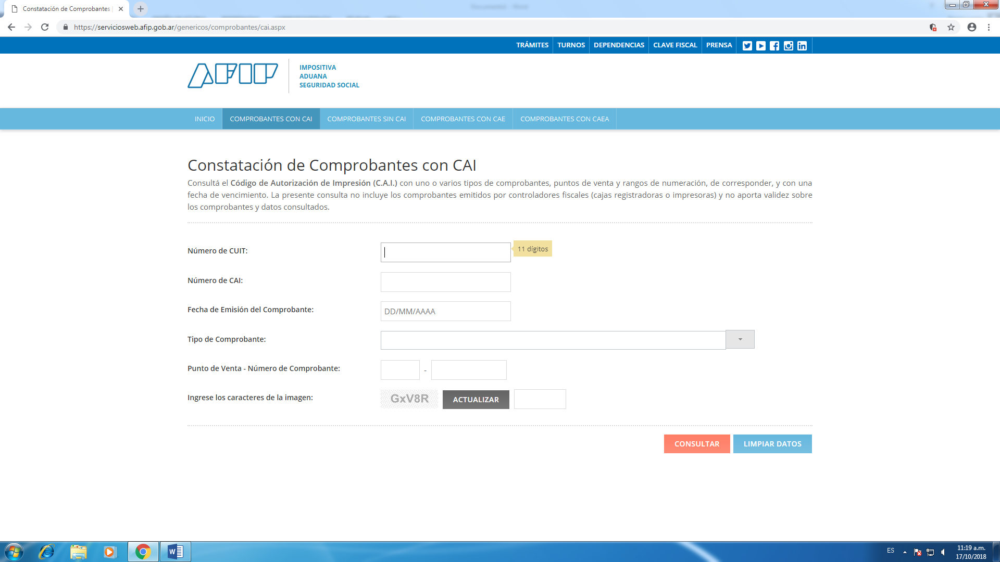 Constatación de Comprobantes |
https://serviciosweb.afip.gob.ar/genericos/comprobantes/cai.aspx
TRÁMITES TURNOS DEPENDENCIAS CLAVE FISCAL PRENSA
AFIP
IMPOSITIVA
ADUANA
SEGURIDAD SOCIAL
INICIO COMPROBANTES CON CAI COMPROBANTES SIN CAI COMPROBANTES CON CAE COMPROBANTES CON CAEA
Constatación de Comprobantes con CAI
Consultá el Código de Autorización de Impresión (C.A.I.) con uno o varios tipos de comprobantes, puntos de venta y rangos de numeración, de corresponder, y con una
fecha de vencimiento. La presente consulta no incluye los comprobantes emitidos por controladores fiscales (cajas registradoras o impresoras) y no aporta validez sobre
los comprobantes y datos consultados.
Número de CUIT: 11 dígitos
Número de CAI:
Fecha de Emisión del Comprobante: DD/MM/AAAA
Tipo de Comprobante:
Punto de Venta - Número de Comprobante: -
Ingrese los caracteres de la imagen: GxV8R ACTUALIZAR
CONSULTAR LIMPIAR DATOS
ES 11:19 a.m.
17/10/2018